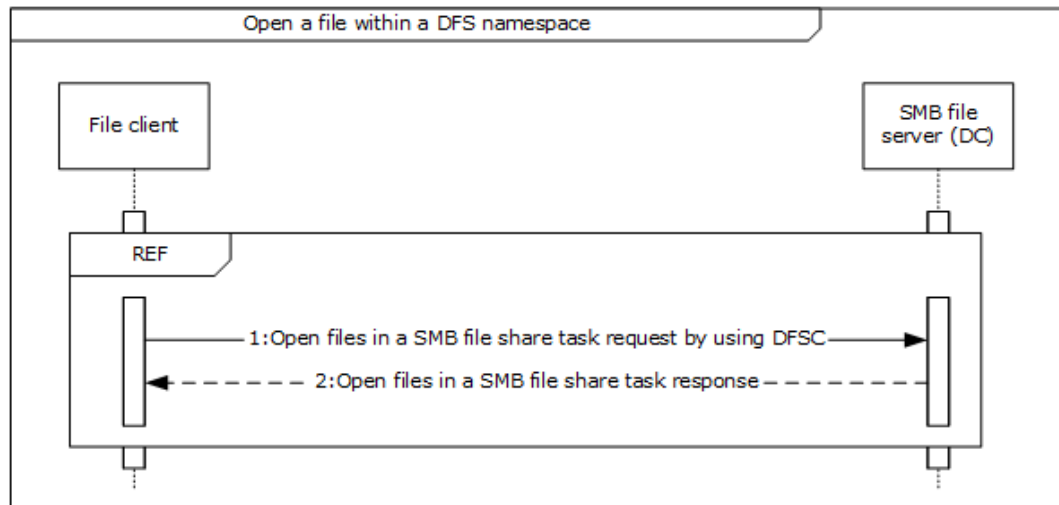 Open a file within a DFS namespace
File client
SMB file
server (DC)
REF
1:Open files in a SMB file share task request by using DFSC
2:Open files in a SMB file share task response